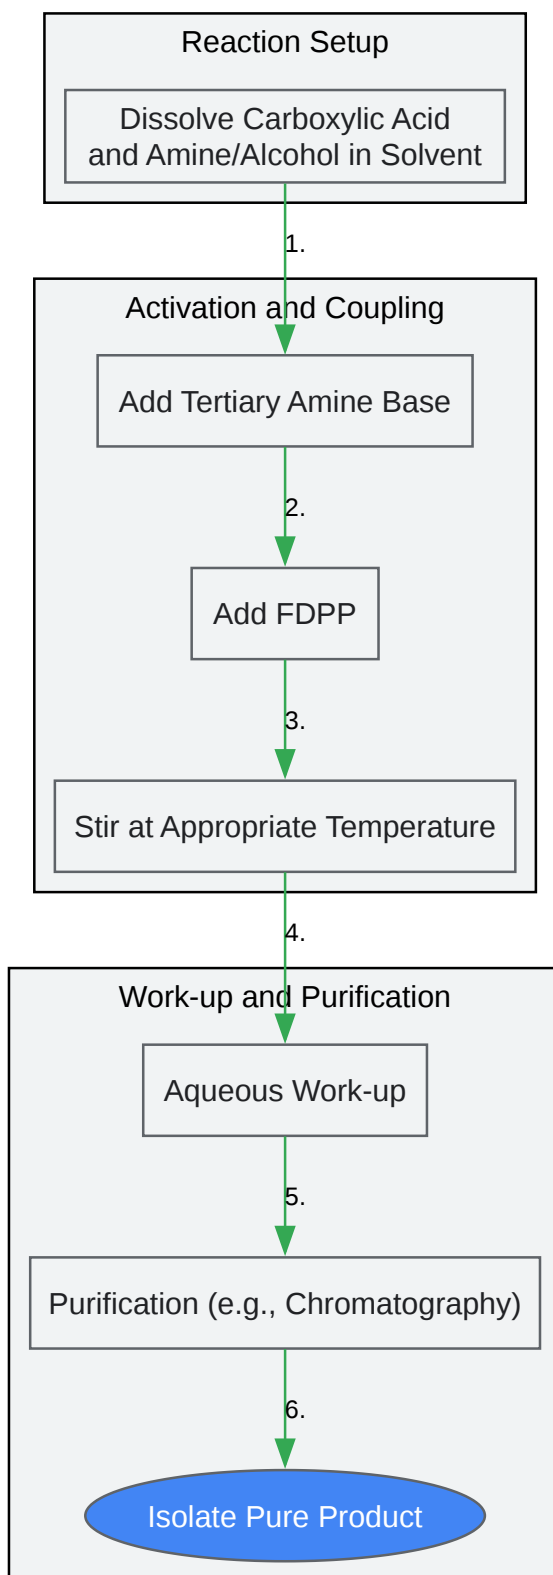 Reaction Setup
Dissolve Carboxylic Acid
and Amine/Alcohol in Solvent
1.
Activation and Coupling
Add Tertiary Amine Base
2.
Add FDPP
3.
Stir at Appropriate Temperature
4.
Work-up and Purification
Aqueous Work-up
5.
Purification (e.g., Chromatography)
6.
Isolate Pure Product